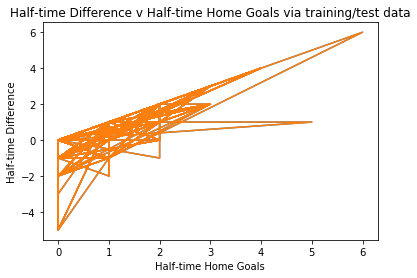 Half-time Difference v Half-time Home Goals via training/test data
6
4
2
0
−2
−4
Half-time Difference
0 1 2 3 4 5 6
Half-time Home Goals